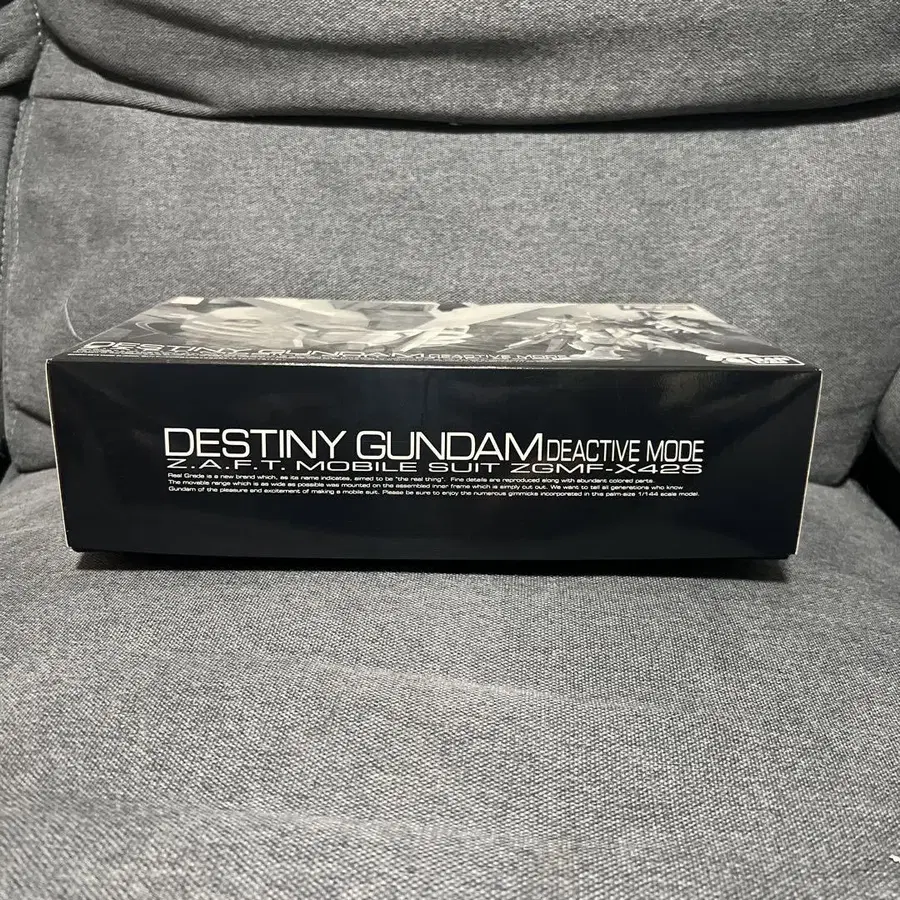 DESTINY GUNDAM DEACTIVE MODE
DESTINY GUNDAM DEACTIVE MODE
Z.A.F.T. MOBILE SUIT ZGMF-X42S
Real Grade is a new brand which, as its name indicates, aimed to be "the real thing". Fine details are reproduced along with abundant colored parts.
The movable range which is as wide as possible was mounted on the assembled inner frame which is simply cut out. We want to tell all generations who know
Gundam of the pleasure and excitement of making a mobile suit. Please be sure to enjoy the numerous gimmicks incorporated in this palm-size 1/144 scale model.